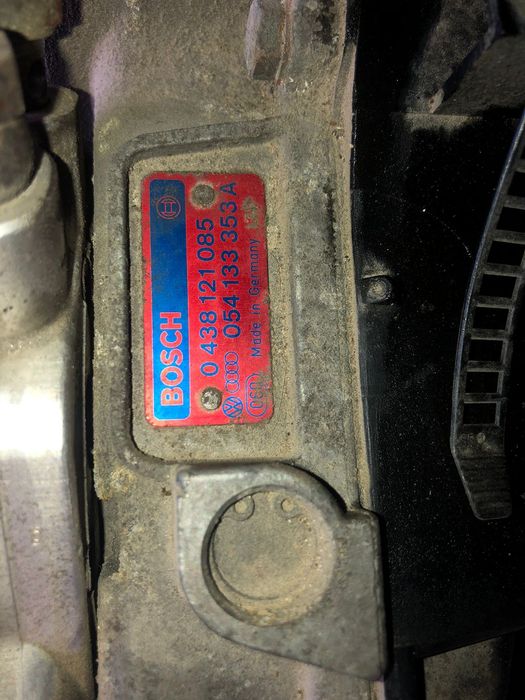 BOSCH
0 438 121 085
054 133 353 A
Made in Germany